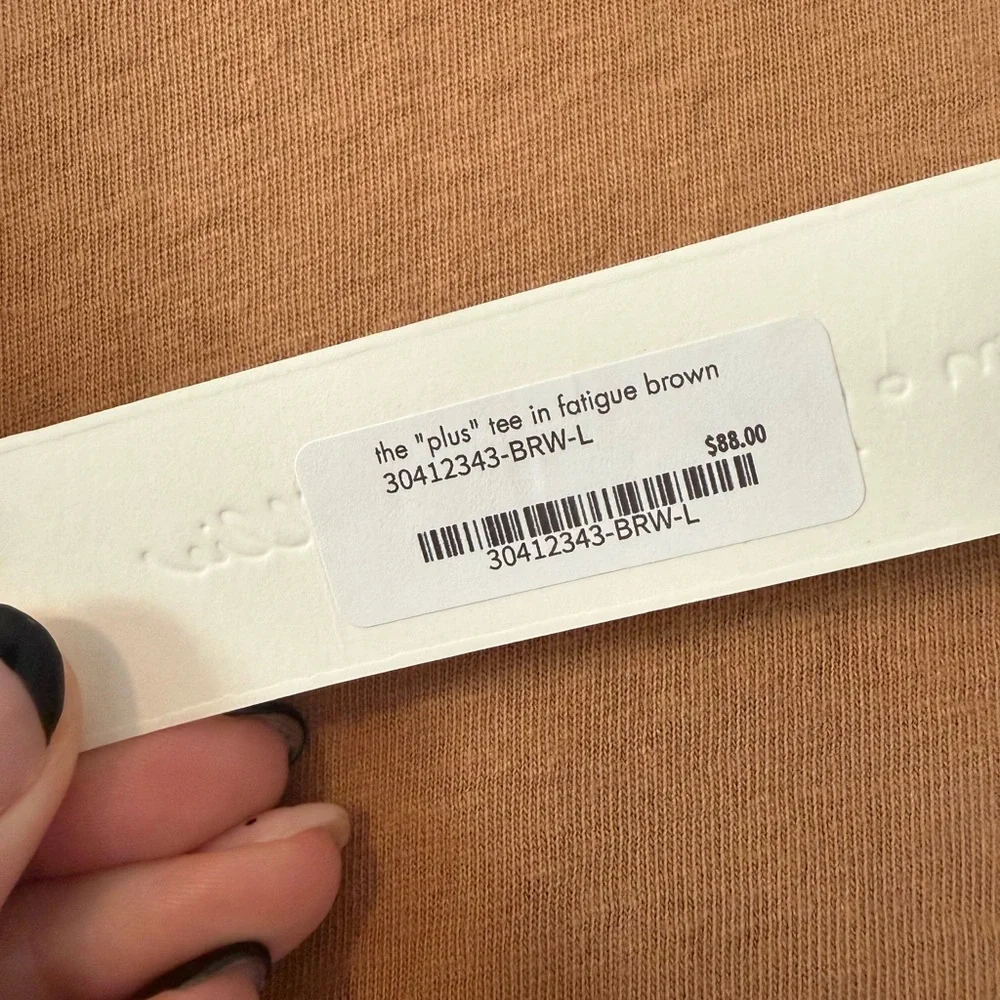 the "plus" tee in fatigue brown
30412343-BRW-L
$88.00
30412343-BRW-L